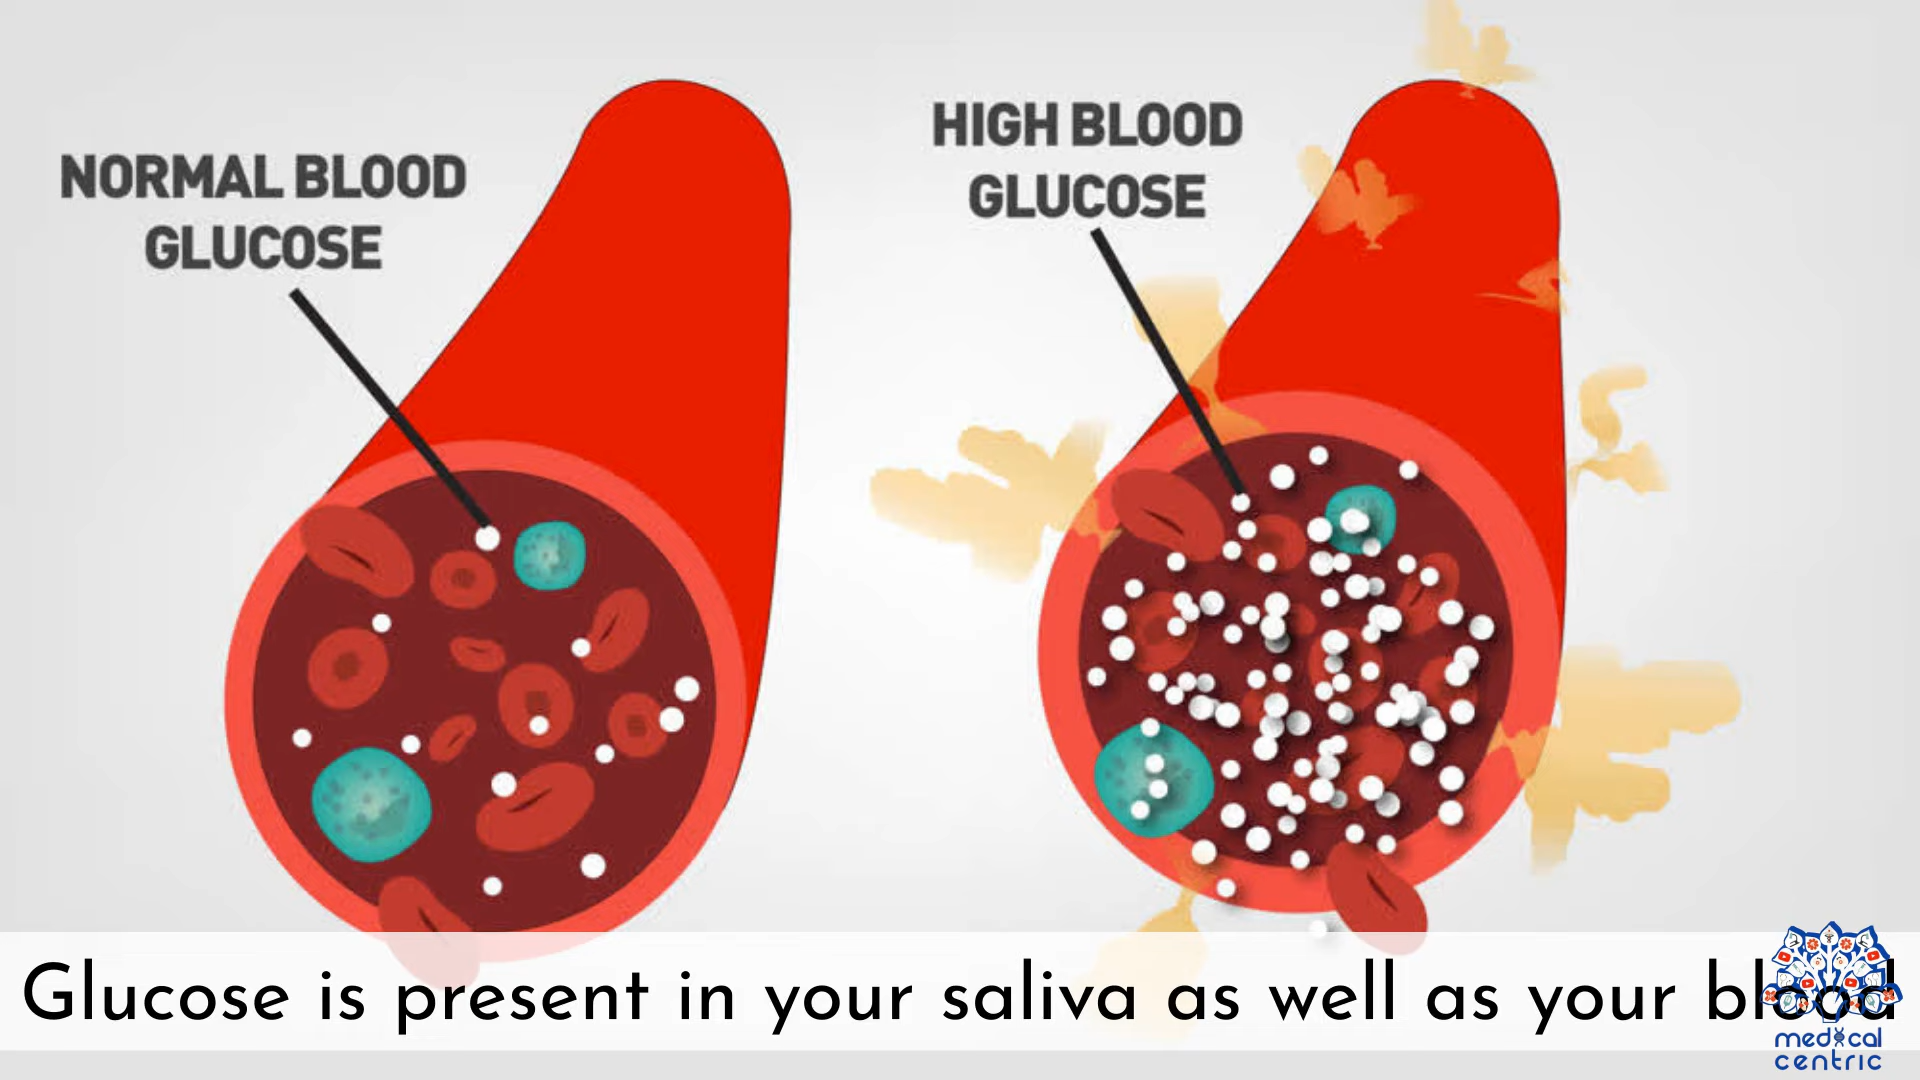 NORMAL BLOOD
GLUCOSE
HIGH BLOOD
GLUCOSE
Glucose is present in your saliva as well as your blood
medical
centric